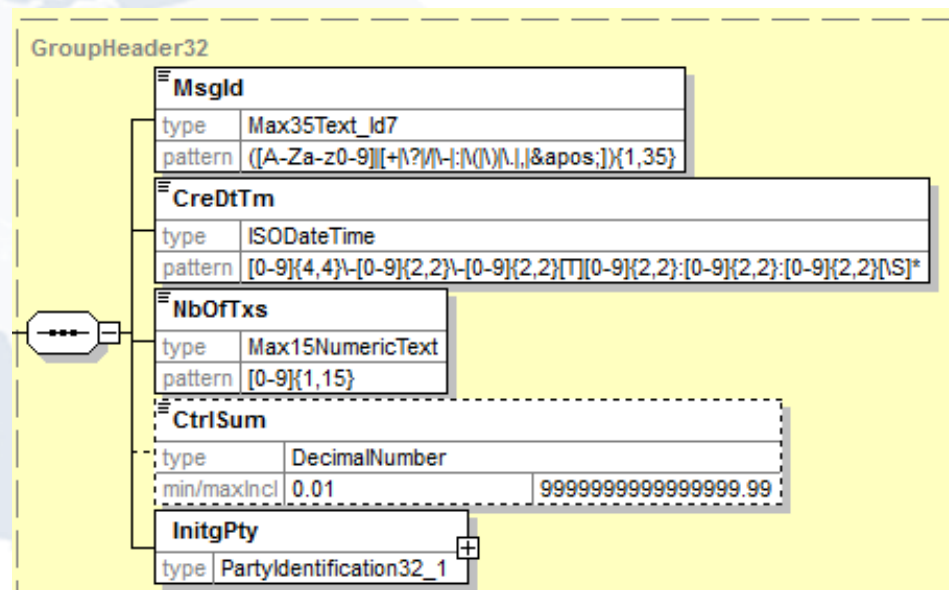 GroupHeader32
MsgId
type Max35Text_Id7
pattern ([A-Za-z0-9]|[+|\?|/|\-|:|\(|\)|\.|,|&apos;]){1,35}
CreDtTm
type ISODateTime
pattern [0-9]{4,4}\-[0-9]{2,2}\-[0-9]{2,2}[T][0-9]{2,2}:[0-9]{2,2}:[0-9]{2,2}[\S]*
NbOfTxs
type Max15NumericText
pattern [0-9]{1,15}
CtrlSum
type DecimalNumber
min/maxIncl 0.01 9999999999999999.99
InitgPty
type PartyIdentification32_1